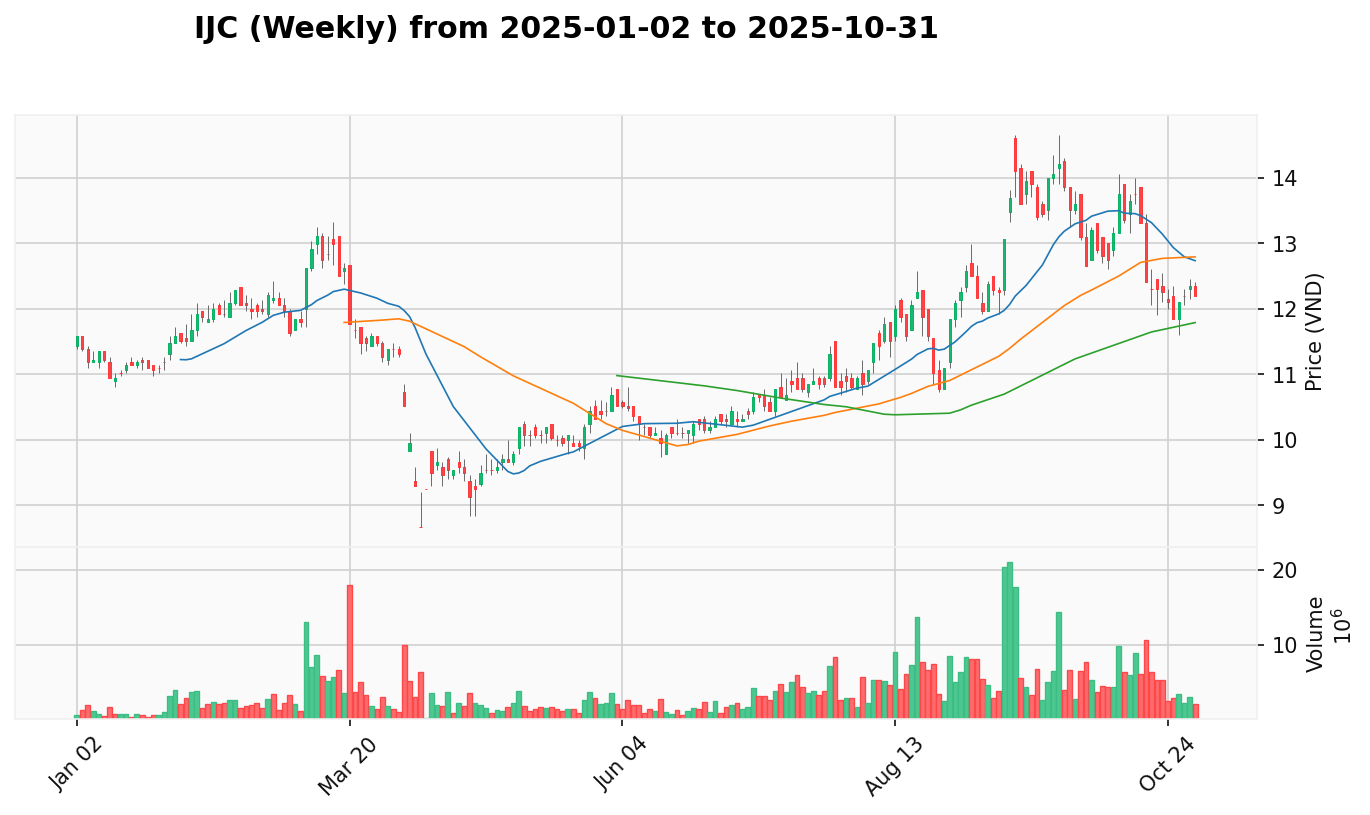 IJC (Weekly) from 2025-01-02 to 2025-10-31
14
13
12
11
10
9
Price (VND)
20
10
Volume
10⁶
Jan 02
Mar 20
Jun 04
Aug 13
Oct 24